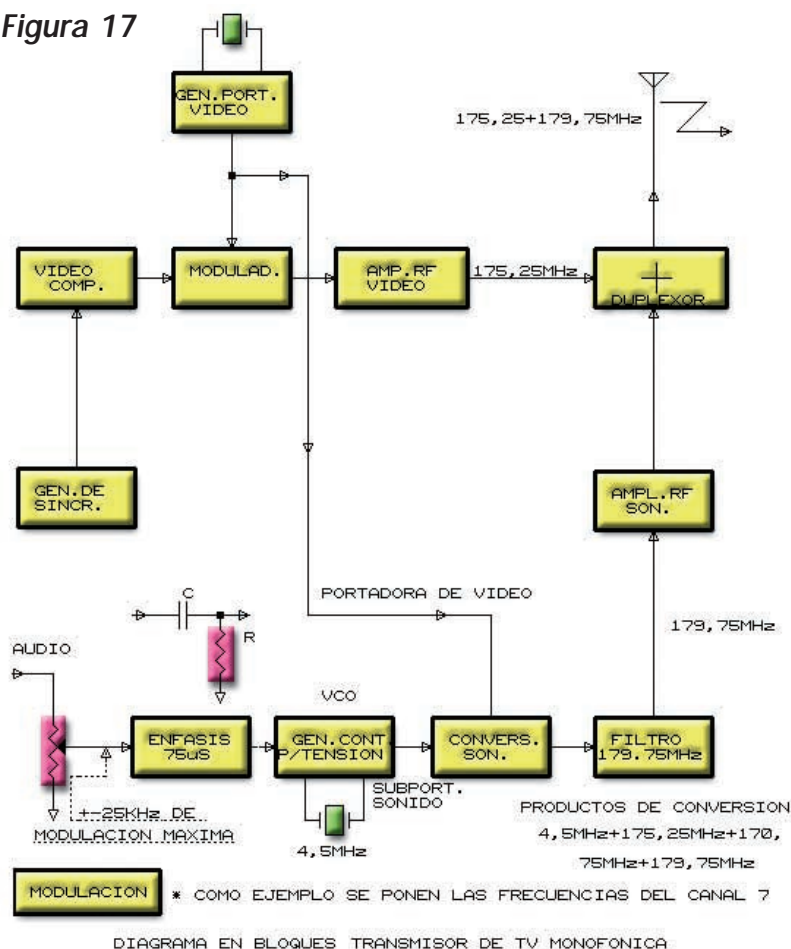 Figura 17
GEN.PORT.
VIDEO
175,25+179,75MHz
VIDEO
COMP.
MODULAD.
AMP.RF
VIDEO
175,25MHz
DUPLEXOR
GEN.DE
SINCR.
AMPL.RF
SON.
C
PORTADORA DE VIDEO
R
179,75MHz
AUDIO
VCO
ENFASIS
75uS
GEN.CONT.
P/TENSION
CONVERS.
SON.
FILTRO
179.75MHz
SUBPORT.
SONIDO
+-25KHz DE
MODULACION MAXIMA
4,5MHz
PRODUCTOS DE CONVERSION
4,5MHz+175,25MHz+170,
75MHz+179,75MHz
MODULACION
* COMO EJEMPLO SE PONEN LAS FRECUENCIAS DEL CANAL 7
DIAGRAMA EN BLOQUES TRANSMISOR DE TV MONOFONICA